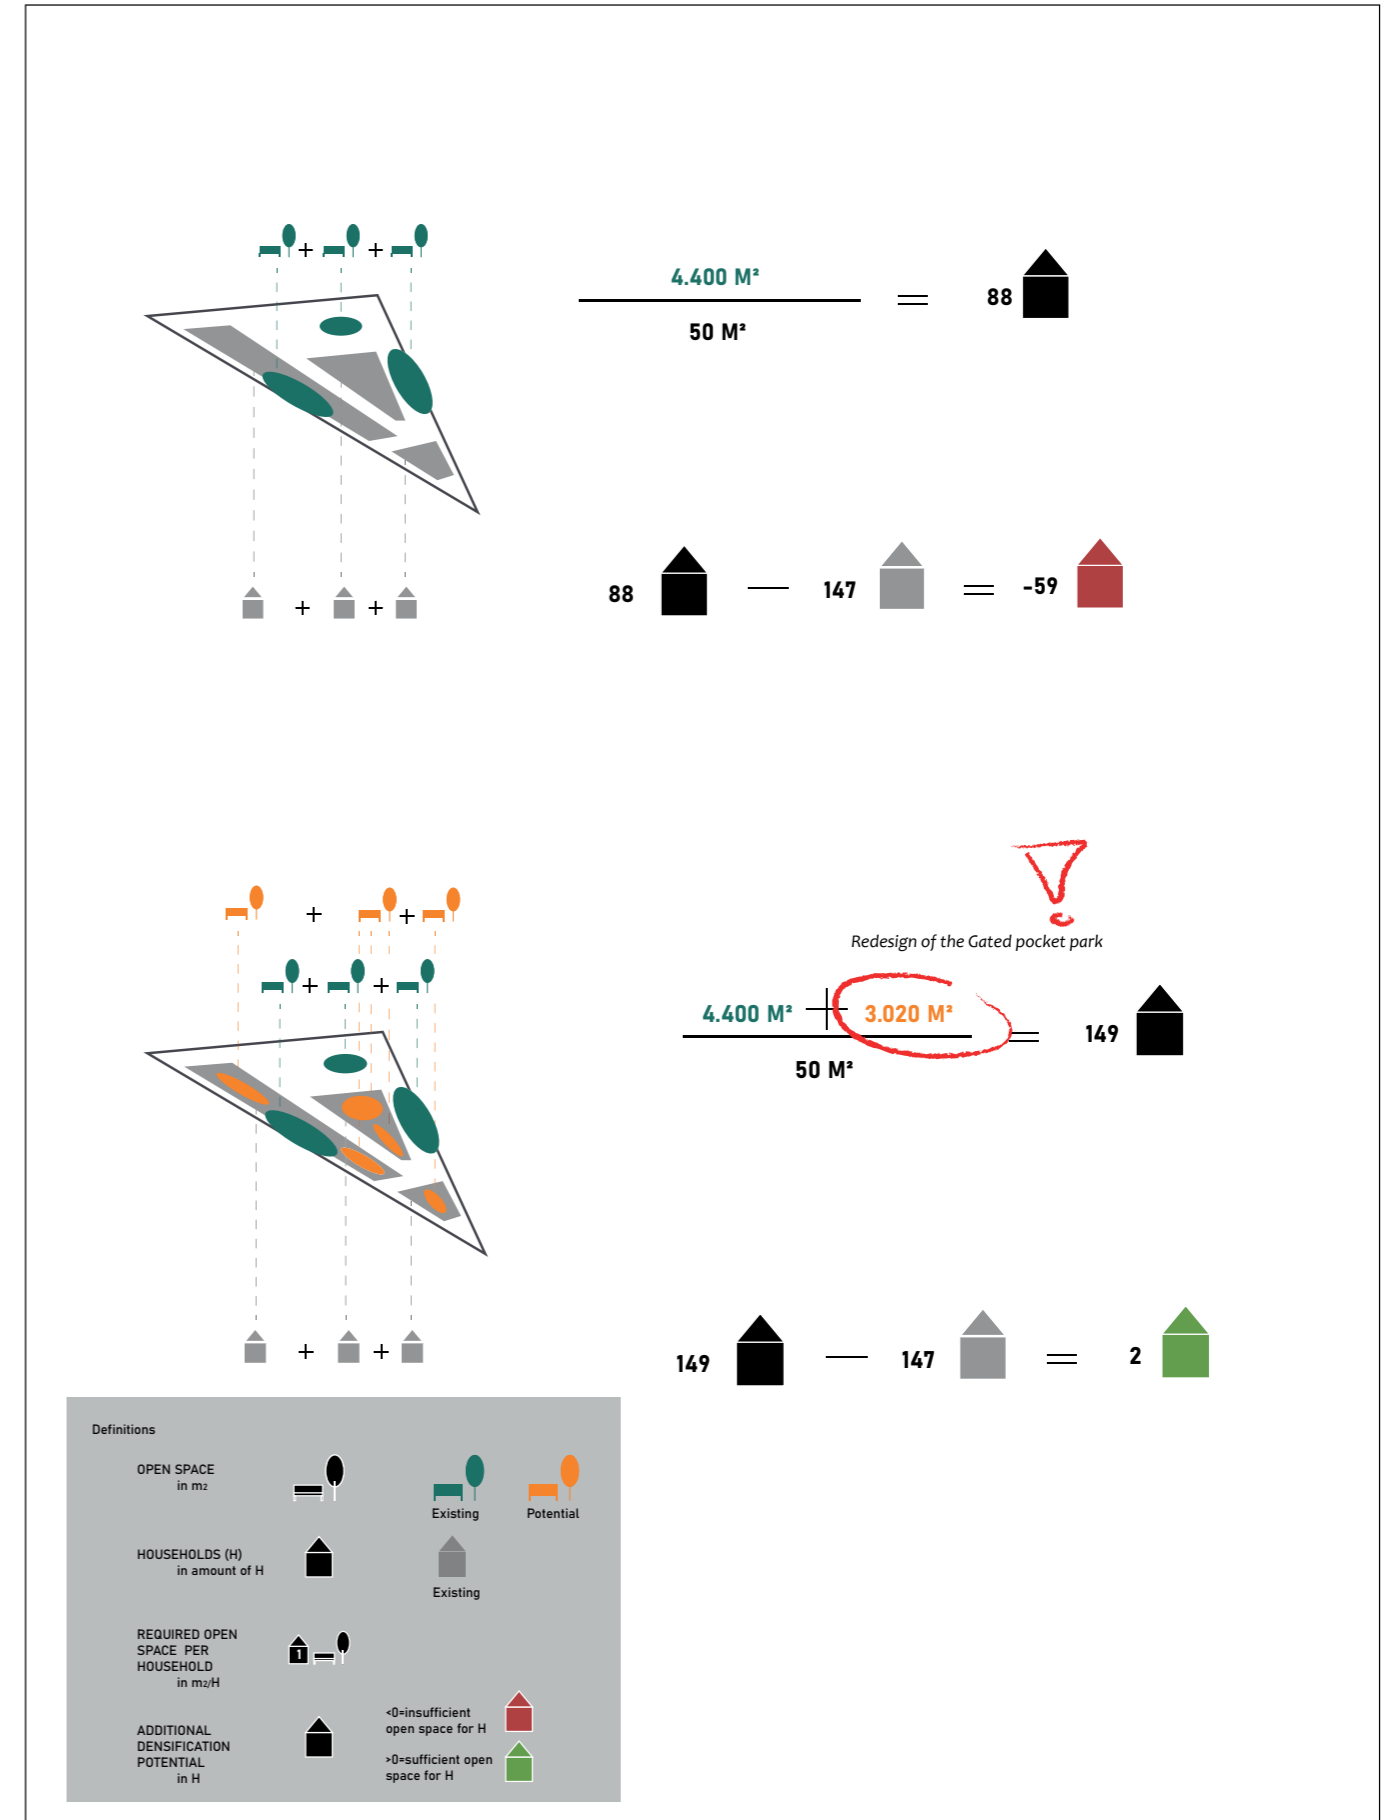 + +
4.400 M²
50 M²
= 88
+ +
88 — 147 = -59
Redesign of the Gated pocket park
+ +
+ +
4.400 M² + 3.020 M²
50 M²
= 149
+ +
149 — 147 = 2
Definitions
OPEN SPACE
in m2
Existing
Potential
HOUSEHOLDS (H)
in amount of H
Existing
REQUIRED OPEN
SPACE PER
HOUSEHOLD
in m2/H
1
ADDITIONAL
DENSIFICATION
POTENTIAL
in H
<0=insufficient
open space for H
>0=sufficient open
space for H